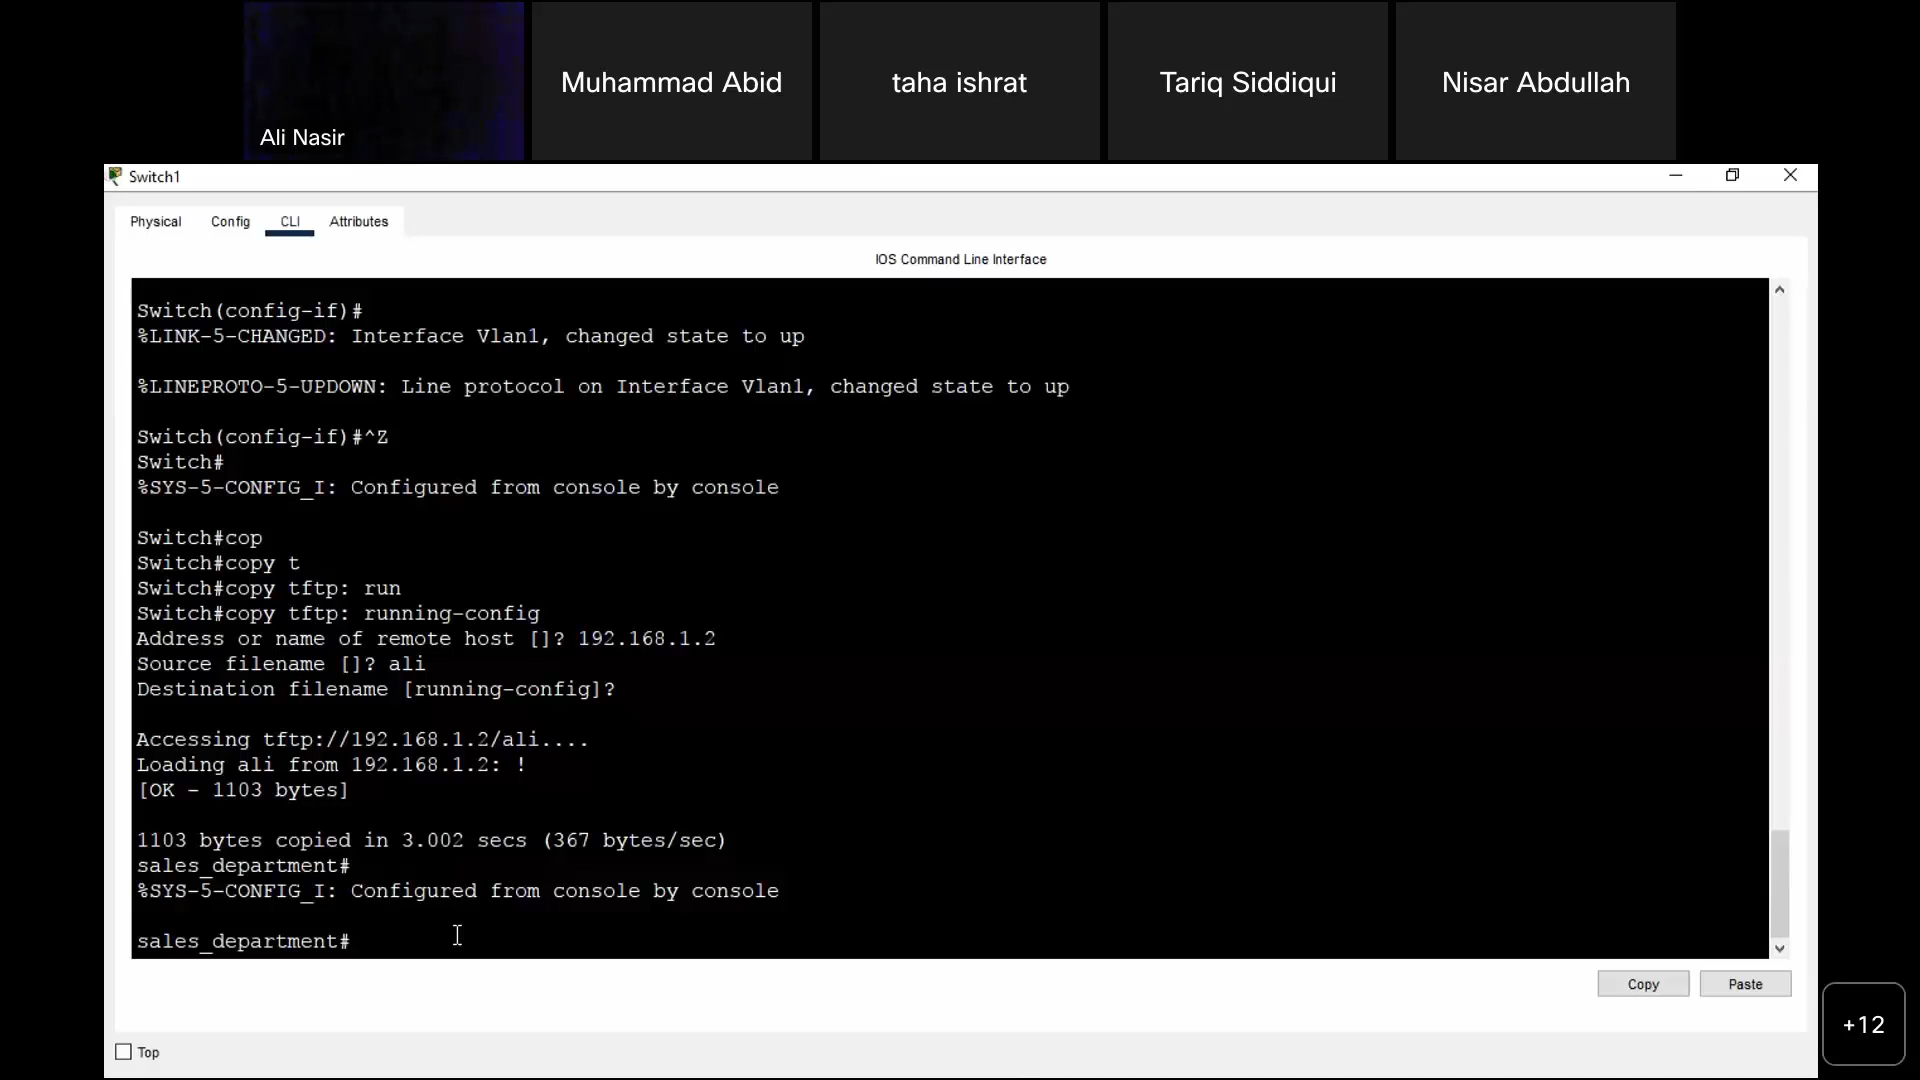 Ali Nasir
Muhammad Abid
taha ishrat
Tariq Siddiqui
Nisar Abdullah
Switch1
Physical Config CLI Attributes
IOS Command Line Interface
Switch(config-if)#
%LINK-5-CHANGED: Interface Vlan1, changed state to up
%LINEPROTO-5-UPDOWN: Line protocol on Interface Vlan1, changed state to up
Switch(config-if)#^Z
Switch#
%SYS-5-CONFIG_I: Configured from console by console
Switch#cop
Switch#copy t
Switch#copy tftp: run
Switch#copy tftp: running-config
Address or name of remote host []? 192.168.1.2
Source filename []? ali
Destination filename [running-config]?
Accessing tftp://192.168.1.2/ali....
Loading ali from 192.168.1.2: !
[OK - 1103 bytes]
1103 bytes copied in 3.002 secs (367 bytes/sec)
sales_department#
%SYS-5-CONFIG_I: Configured from console by console
sales_department#
Copy Paste
+12
Top